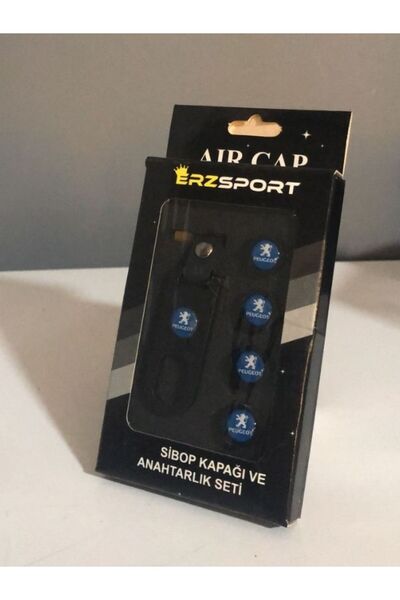 AIR CAP
ERZSPORT
PEUGEOT
PEUGEOT
PEUGEOT
PEUGEOT
PEUGEOT
SİBOP KAPAĞI VE
ANAHTARLIK SETİ